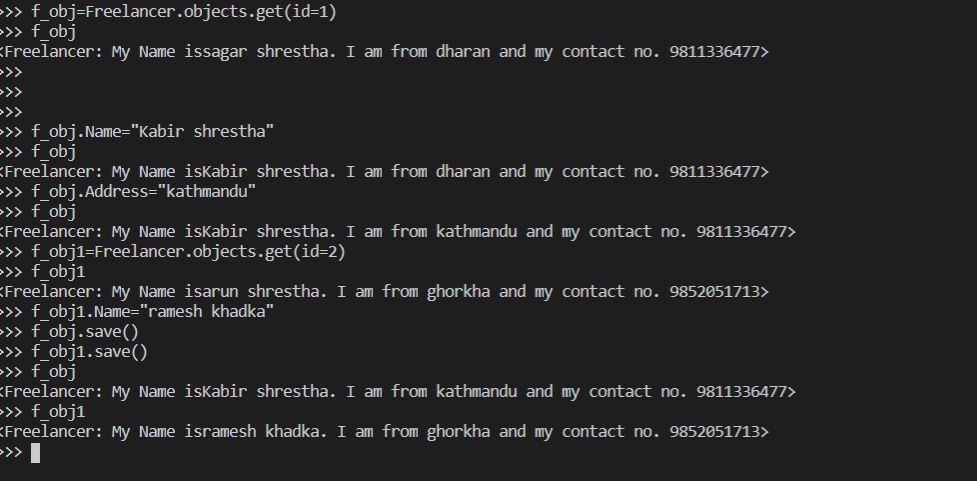 >>> f_obj=Freelancer.objects.get(id=1)
>>> f_obj
<Freelancer: My Name issagar shrestha. I am from dharan and my contact no. 9811336477>
>>>
>>>
>>>
>>> f_obj.Name="Kabir shrestha"
>>> f_obj
<Freelancer: My Name isKabir shrestha. I am from dharan and my contact no. 9811336477>
>>> f_obj.Address="kathmandu"
>>> f_obj
<Freelancer: My Name isKabir shrestha. I am from kathmandu and my contact no. 9811336477>
>>> f_obj1=Freelancer.objects.get(id=2)
>>> f_obj1
<Freelancer: My Name isarun shrestha. I am from ghorkha and my contact no. 9852051713>
>>> f_obj1.Name="ramesh khadka"
>>> f_obj.save()
>>> f_obj1.save()
>>> f_obj
<Freelancer: My Name isKabir shrestha. I am from kathmandu and my contact no. 9811336477>
>>> f_obj1
<Freelancer: My Name isramesh khadka. I am from ghorkha and my contact no. 9852051713>
>>>